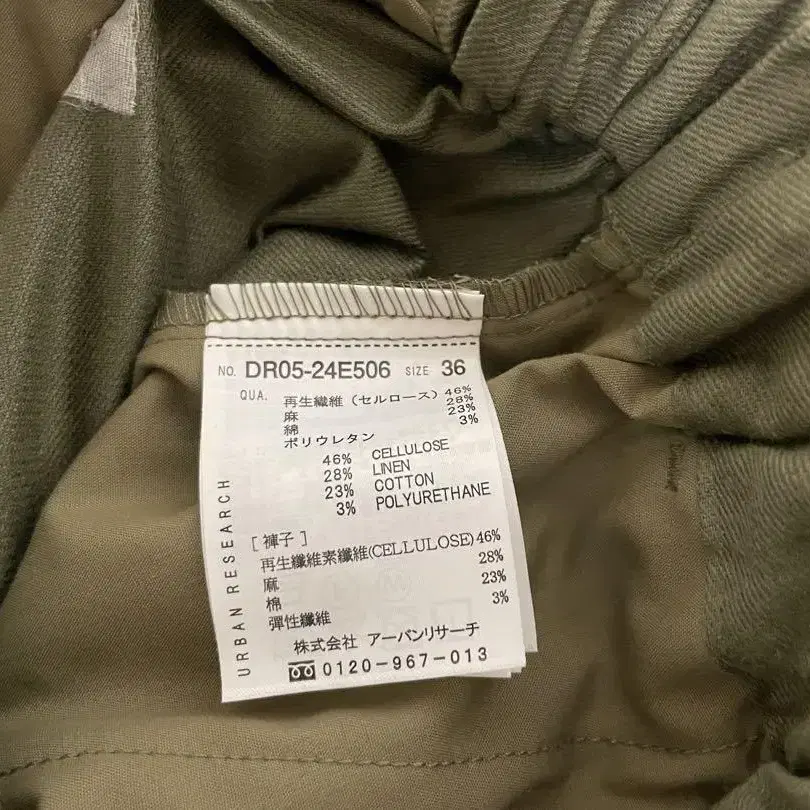 NO. DR05-24E506 SIZE 36
QUA. 再生繊維（セルロース）46%
麻 28%
綿 23%
ポリウレタン 3%
46% CELLULOSE
28% LINEN
23% COTTON
3% POLYURETHANE
[ 褲子 ]
再生纖維素纖維(CELLULOSE)46%
麻 28%
棉 23%
彈性纖維 3%
株式会社 アーバンリサーチ
0120-967-013
URBAN RESEARCH